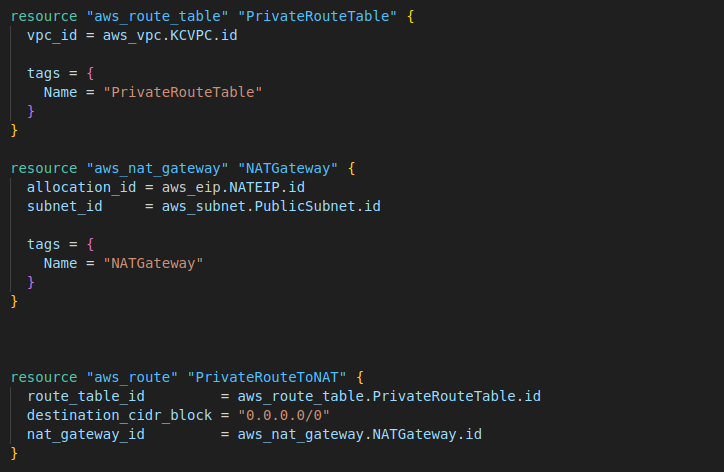 resource "aws_route_table" "PrivateRouteTable" {
  vpc_id = aws_vpc.KCVPC.id

  tags = {
    Name = "PrivateRouteTable"
  }
}

resource "aws_nat_gateway" "NATGateway" {
  allocation_id = aws_eip.NATEIP.id
  subnet_id     = aws_subnet.PublicSubnet.id

  tags = {
    Name = "NATGateway"
  }
}

resource "aws_route" "PrivateRouteToNAT" {
  route_table_id         = aws_route_table.PrivateRouteTable.id
  destination_cidr_block = "0.0.0.0/0"
  nat_gateway_id         = aws_nat_gateway.NATGateway.id
}